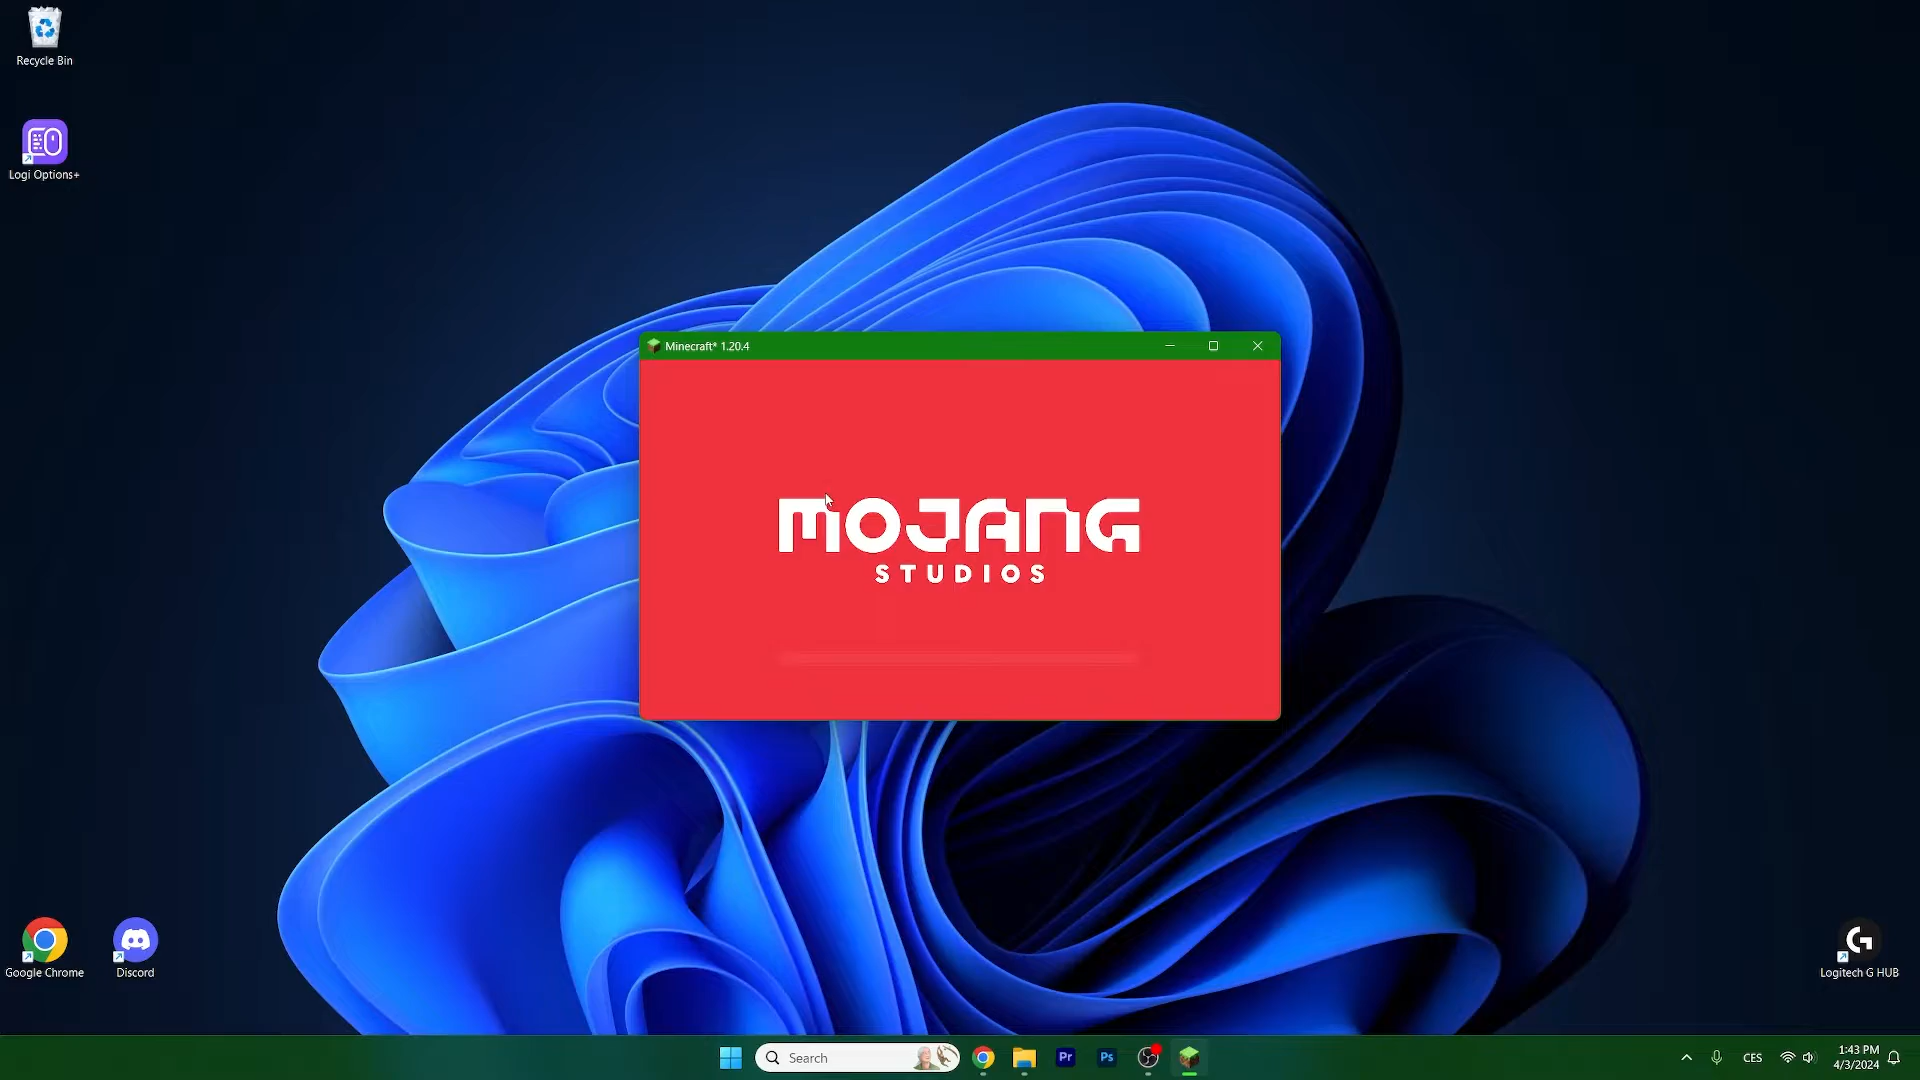 Recycle Bin
Logi Options+
Minecraft* 1.20.4
MOJANG
STUDIOS
Google Chrome
Discord
Logitech G HUB
Search
Pr
Ps
CES
1:43 PM
4/3/2024